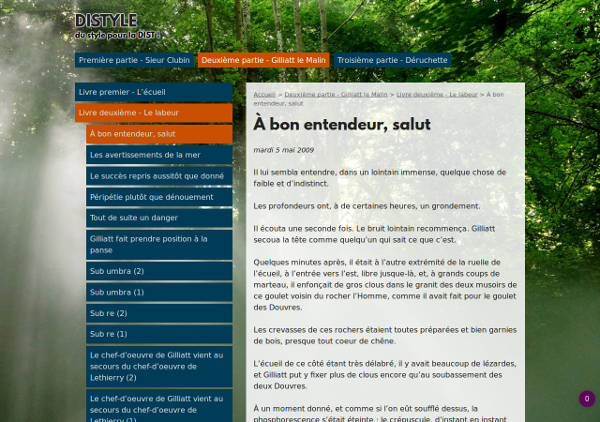 DISTYLE
du style pour la DIST !
Première partie - Sieur Clubin
Deuxième partie - Gilliatt le Malin
Troisième partie - Déruchette
Livre premier - L'écueil
Livre deuxième - Le labeur
À bon entendeur, salut
Les avertissements de la mer
Le succès repris aussitôt que donné
Péripétie plutôt que dénouement
Tout de suite un danger
Gilliatt fait prendre position à la
panse
Sub umbra (2)
Sub umbra (1)
Sub re (2)
Sub re (1)
Le chef-d'oeuvre de Gilliatt vient au
secours du chef-d'oeuvre de
Lethierry (2)
Le chef-d'oeuvre de Gilliatt vient au
secours du chef-d'oeuvre de
Lethierry (1)
Accueil > Deuxième partie - Gilliatt le Malin > Livre deuxième - Le labeur > À bon
entendeur, salut
À bon entendeur, salut
mardi 5 mai 2009
Il lui sembla entendre, dans un lointain immense, quelque chose de
faible et d'indistinct.
Les profondeurs ont, à de certaines heures, un grondement.
Il écouta une seconde fois. Le bruit lointain recommença. Gilliatt
secoua la tête comme quelqu'un qui sait ce que c'est.
Quelques minutes après, il était à l'autre extrémité de la ruelle de
l'écueil, à l'entrée vers l'est, libre jusque-là, et, à grands coups de
marteau, il enfonçait de gros clous dans le granit des deux musoirs de
ce goulet voisin du rocher l'Homme, comme il avait fait pour le goulet
des Douvres.
Les crevasses de ces rochers étaient toutes préparées et bien garnies
de bois, presque tout coeur de chêne.
L'écueil de ce côté étant très délabré, il y avait beaucoup de lézardes,
et Gilliatt put y fixer plus de clous encore qu'au soubassement des
deux Douvres.
À un moment donné, et comme si l'on eût soufflé dessus, la
phosphorescence s'était éteinte ; le crépuscule, d'instant en instant
0